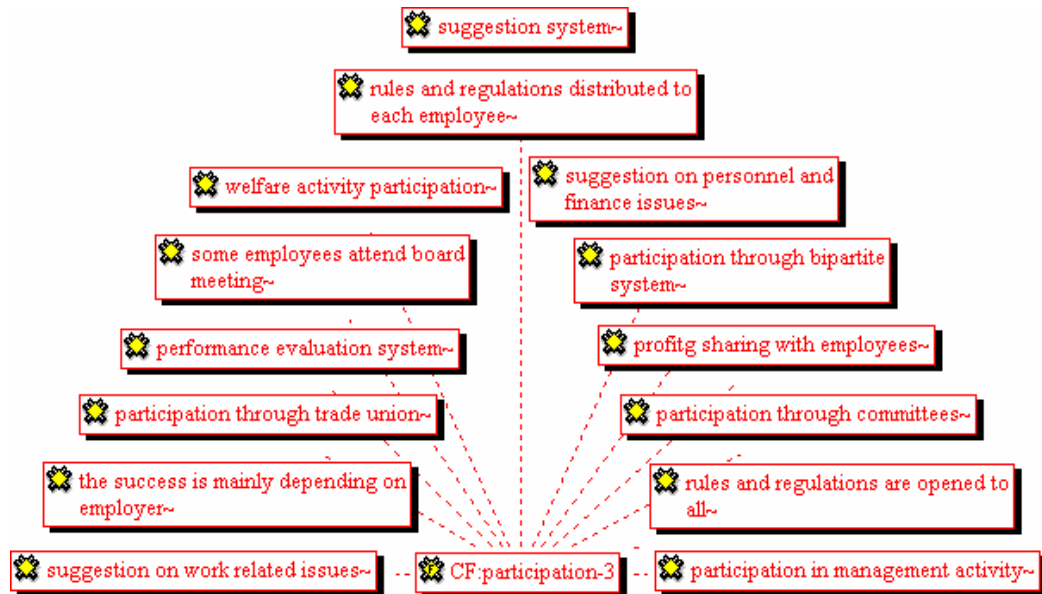 suggestion system~
rules and regulations distributed to
each employee~
welfare activity participation~
suggestion on personnel and
finance issues~
some employees attend board
meeting~
participation through bipartite
system~
performance evaluation system~
profitg sharing with employees~
participation through trade union~
participation through committees~
the success is mainly depending on
employer~
rules and regulations are opened to
all~
suggestion on work related issues~
CF:participation-3
participation in management activity~